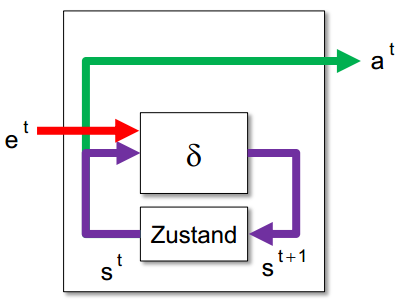 a^t
e^t
δ
Zustand
s^t
s^{t+1}